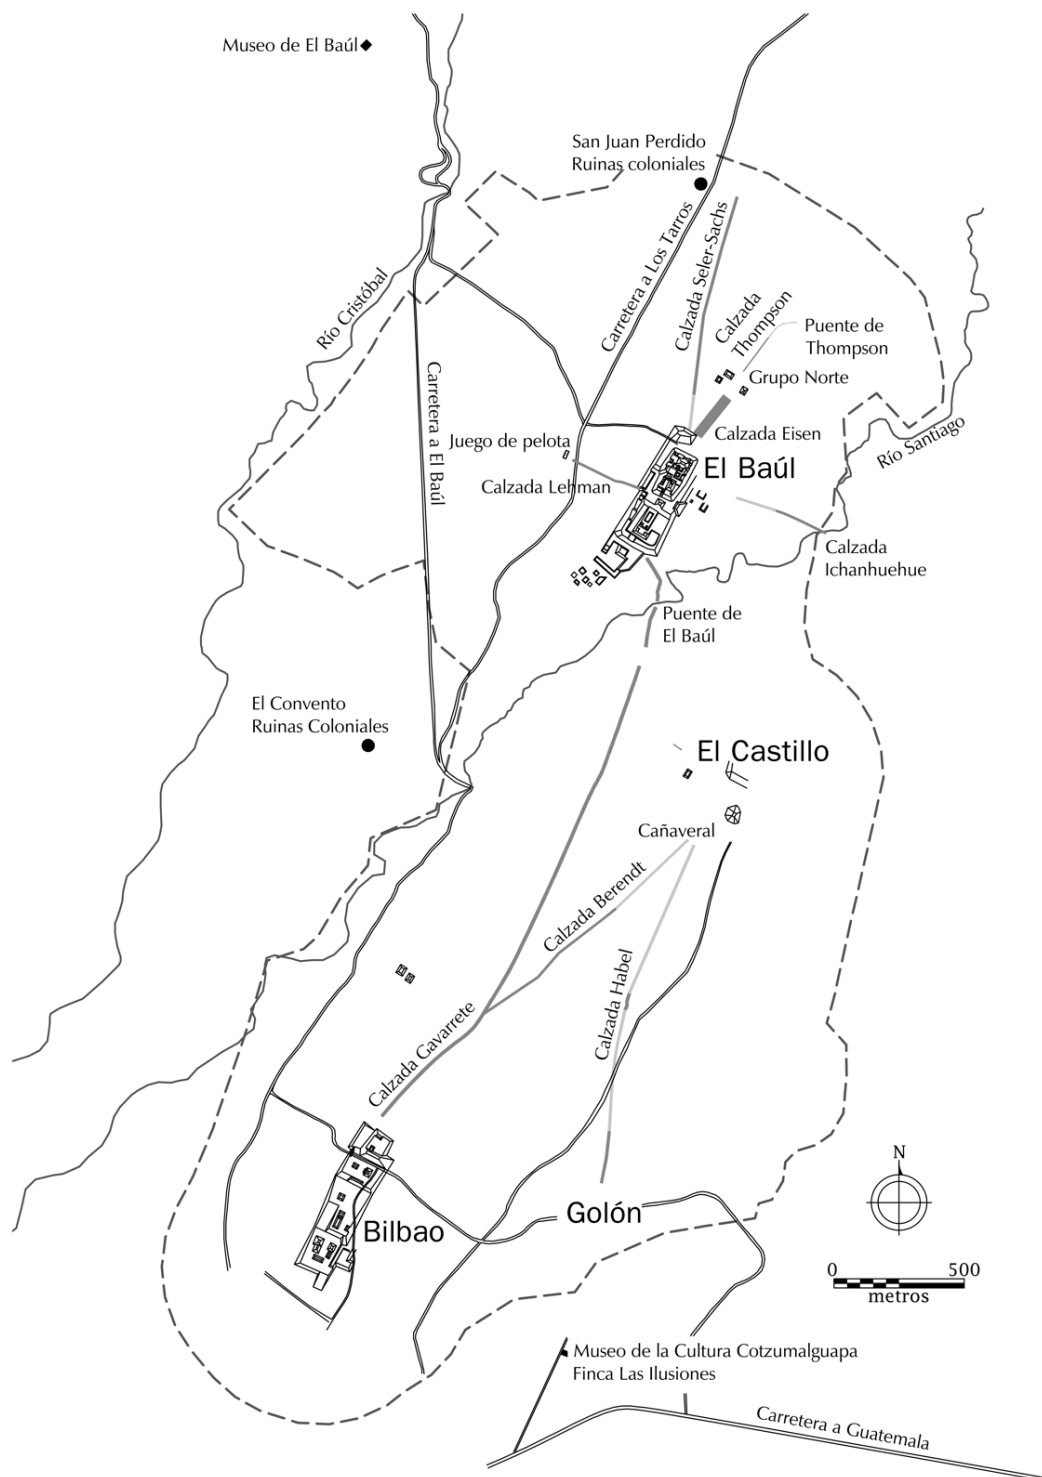 Museo de El Baúl
San Juan Perdido
Ruinas coloniales
Río Cristóbal
Carretera a Los Tarros
Calzada Seler-Sachs
Calzada
Thompson
Puente de
Thompson
Grupo Norte
Carretera a El Baúl
Juego de pelota
Calzada Eisen
Río Santiago
El Baúl
Calzada Lehman
Calzada
Ichanhuehue
Puente de
El Baúl
El Convento
Ruinas Coloniales
El Castillo
Cañaveral
Calzada Berendt
Calzada Habel
Calzada Gavarrete
N
Golón
Bilbao
0 500
metros
Museo de la Cultura Cotzumalguapa
Finca Las Ilusiones
Carretera a Guatemala